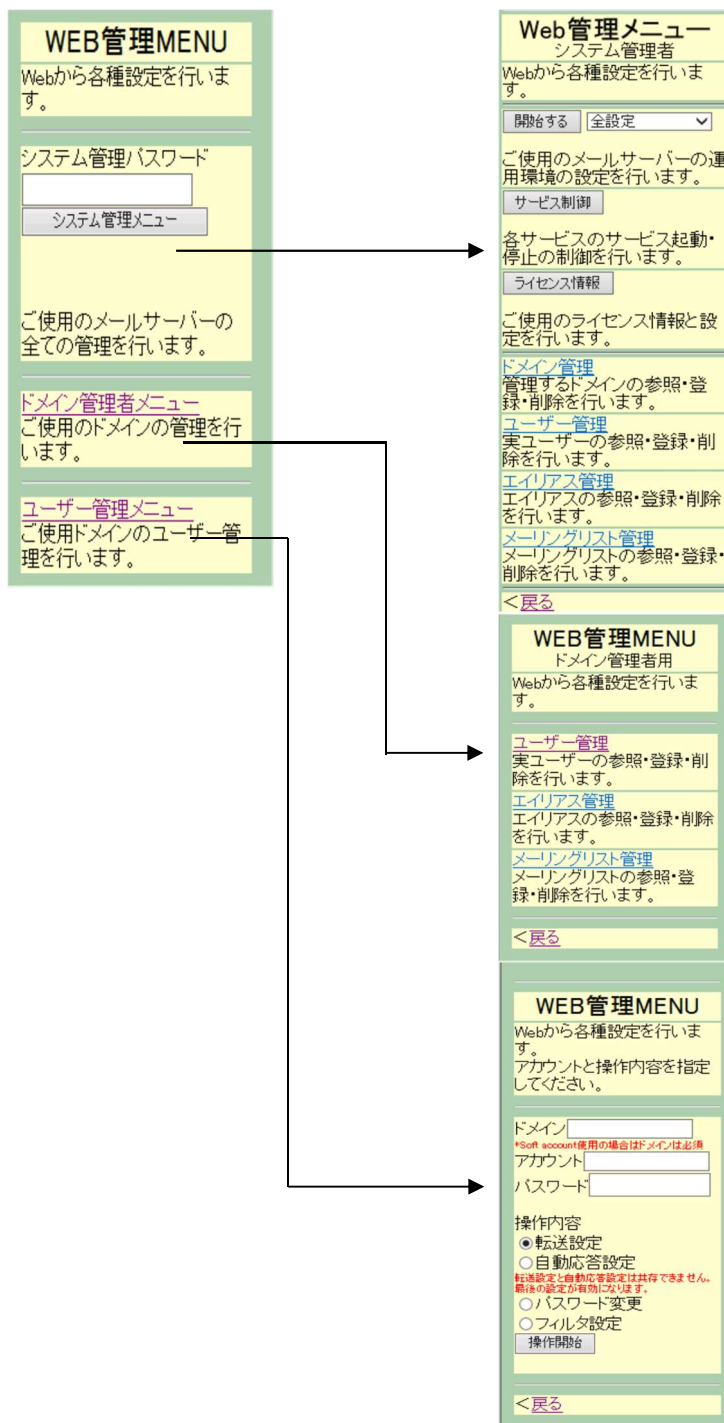 WEB管理MENU
Webから各種設定を行いま
す。
システム管理パスワード
システム管理メニュー
ご使用のメールサーバーの
全ての管理を行います。
ドメイン管理者メニュー
ご使用のドメインの管理を行
います。
ユーザー管理メニュー
ご使用ドメインのユーザー管
理を行います。
Web管理メニュー
システム管理者
Webから各種設定を行いま
す。
開始する 全設定
ご使用のメールサーバーの運
用環境の設定を行います。
サービス制御
各サービスのサービス起動・
停止の制御を行います。
ライセンス情報
ご使用のライセンス情報と設
定を行います。
ドメイン管理
管理するドメインの参照・登
録・削除を行います。
ユーザー管理
実ユーザーの参照・登録・削
除を行います。
エイリアス管理
エイリアスの参照・登録・削除
を行います。
メーリングリスト管理
メーリングリストの参照・登録・
削除を行います。
<戻る
WEB管理MENU
ドメイン管理者用
Webから各種設定を行いま
す。
ユーザー管理
実ユーザーの参照・登録・削
除を行います。
エイリアス管理
エイリアスの参照・登録・削除
を行います。
メーリングリスト管理
メーリングリストの参照・登
録・削除を行います。
<戻る
WEB管理MENU
Webから各種設定を行いま
す。
アカウントと操作内容を指定
してください。
ドメイン
*Soft account使用の場合はドメインは必須
アカウント
パスワード
操作内容
転送設定
自動応答設定
転送設定と自動応答設定は共存できません。
最後の設定が有効になります。
パスワード変更
フィルタ設定
操作開始
<戻る